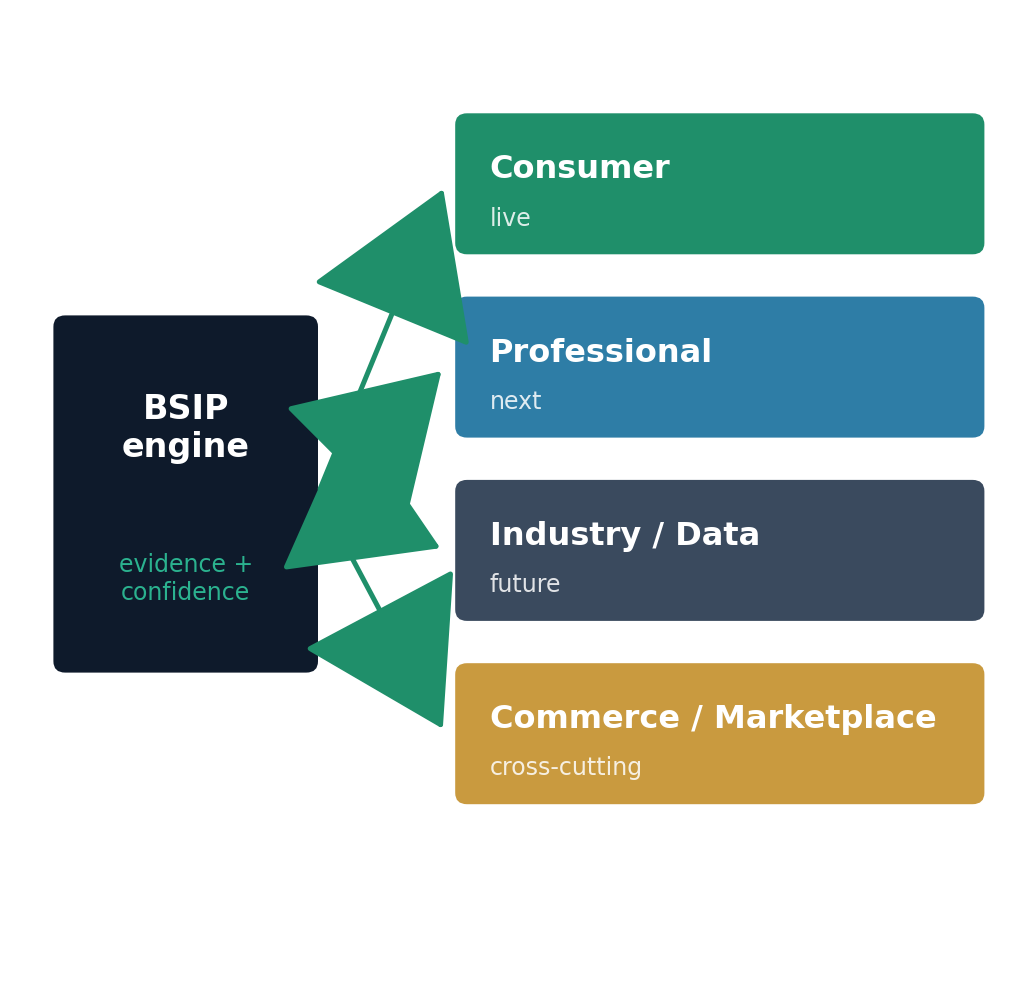 BSIP
engine
evidence +
confidence
Consumer
live
Professional
next
Industry / Data
future
Commerce / Marketplace
cross-cutting